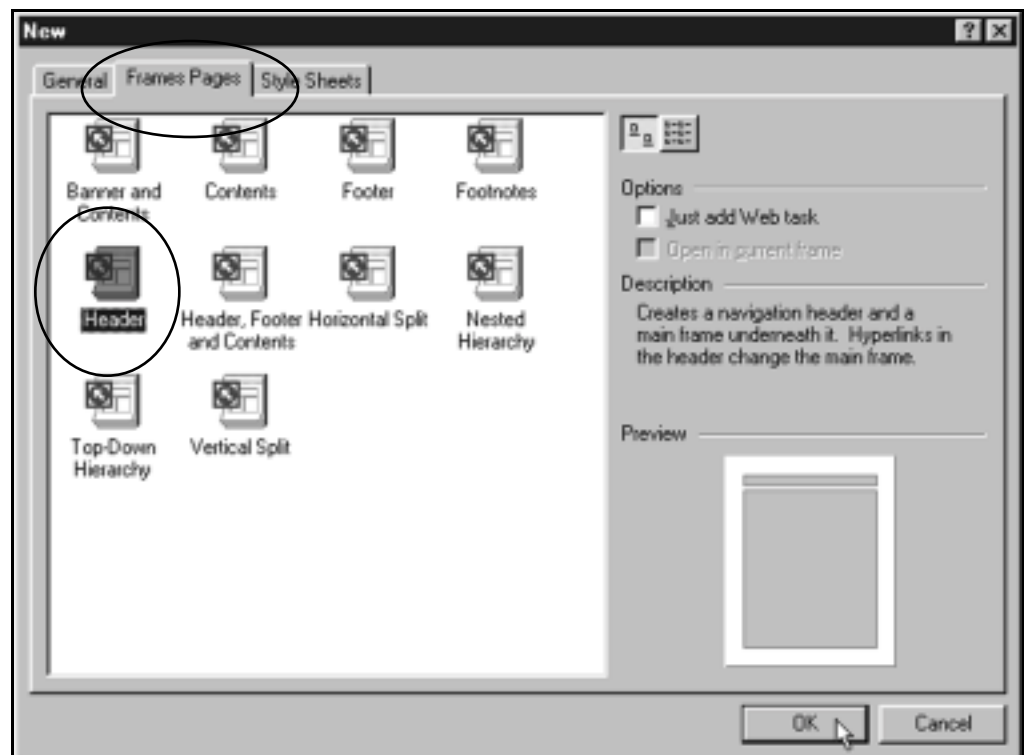 New
General Frames Pages Style Sheets
Banner and
Contents
Contents
Footer
Footnotes
Header
Header, Footer
and Contents
Horizontal Split
Nested
Hierarchy
Top-Down
Hierarchy
Vertical Split
Options
Just add Web task
Open in current frame
Description
Creates a navigation header and a
main frame underneath it. Hyperlinks in
the header change the main frame.
Preview
OK
Cancel